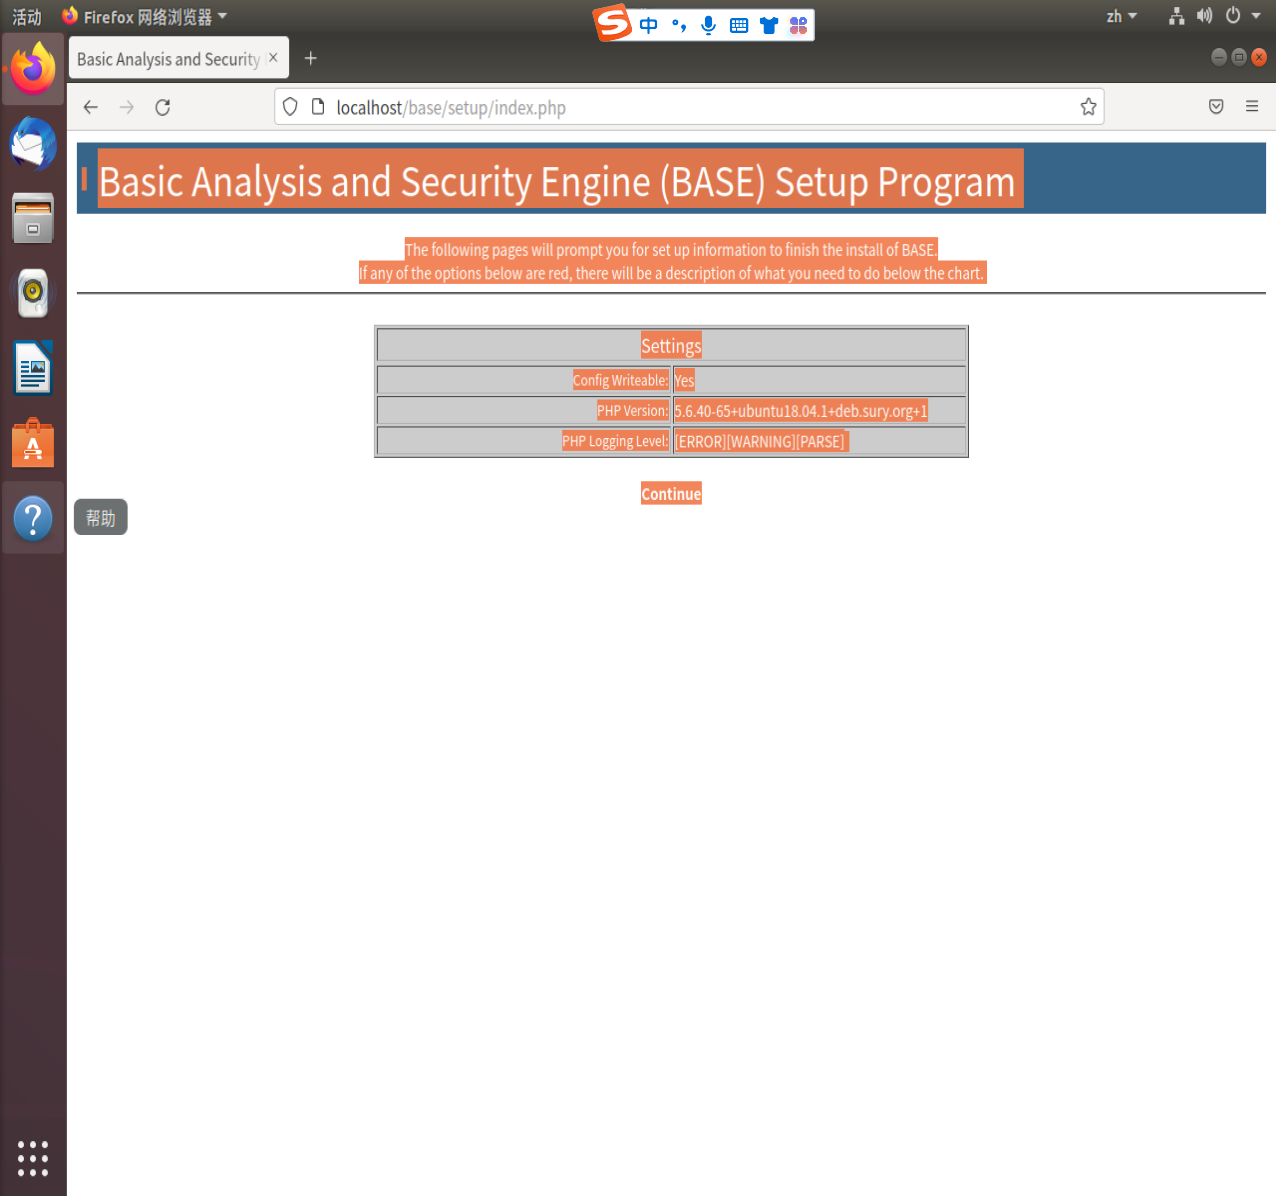 活动
Firefox 网络浏览器
中
zh
Basic Analysis and Security
localhost/base/setup/index.php
Basic Analysis and Security Engine (BASE) Setup Program
The following pages will prompt you for set up information to finish the install of BASE.
If any of the options below are red, there will be a description of what you need to do below the chart.
Settings
Config Writeable: Yes
PHP Version: 5.6.40-65+ubuntu18.04.1+deb.sury.org+1
PHP Logging Level: [ERROR][WARNING][PARSE]
Continue
帮助